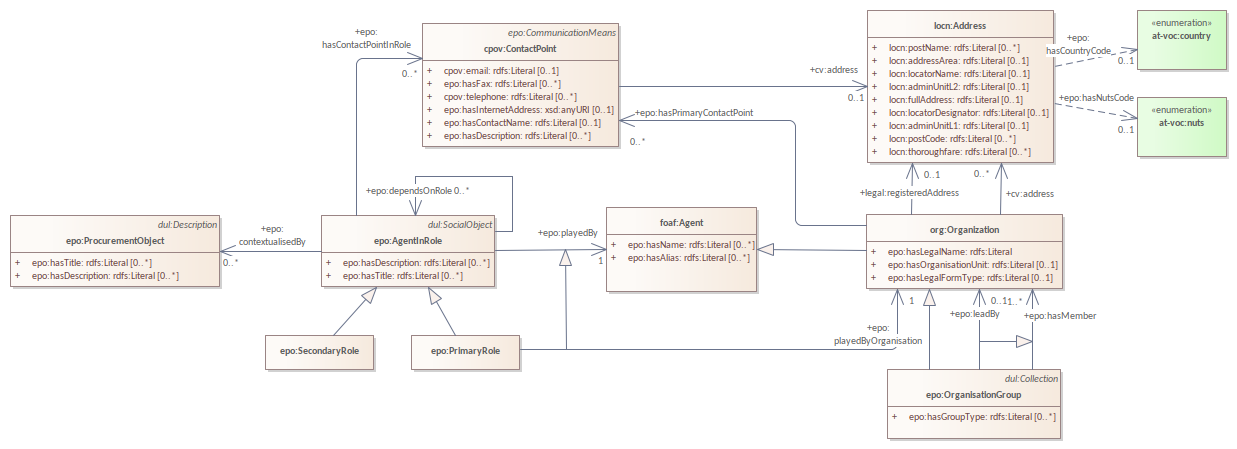 +epo:
hasContactPointInRole
0..*
epo:CommunicationMeans
cpov:ContactPoint
+ cpov:email: rdfs:Literal [0..1]
+ epo:hasFax: rdfs:Literal [0..*]
+ cpov:telephone: rdfs:Literal [0..*]
+ epo:hasInternetAddress: xsd:anyURI [0..1]
+ epo:hasContactName: rdfs:Literal [0..1]
+ epo:hasDescription: rdfs:Literal [0..*]
+cv:address
0..1
locn:Address
+ locn:postName: rdfs:Literal [0..*]
+ locn:addressArea: rdfs:Literal [0..1]
+ locn:locatorName: rdfs:Literal [0..1]
+ locn:adminUnitL2: rdfs:Literal [0..1]
+ locn:fullAddress: rdfs:Literal [0..1]
+ locn:locatorDesignator: rdfs:Literal [0..1]
+ locn:adminUnitL1: rdfs:Literal [0..1]
+ locn:postCode: rdfs:Literal [0..*]
+ locn:thoroughfare: rdfs:Literal [0..*]
+epo:
hasCountryCode
0..1
«enumeration»
at-voc:country
+epo:hasNutsCode
0..1
«enumeration»
at-voc:nuts
+epo:hasPrimaryContactPoint
0..*
0..1
+legal:registeredAddress
0..*
+cv:address
+epo:dependsOnRole 0..*
dul:Description
epo:ProcurementObject
+ epo:hasTitle: rdfs:Literal [0..*]
+ epo:hasDescription: rdfs:Literal [0..*]
+epo:
contextualisedBy
0..*
dul:SocialObject
epo:AgentInRole
+ epo:hasDescription: rdfs:Literal [0..*]
+ epo:hasTitle: rdfs:Literal [0..*]
+epo:playedBy
1
foaf:Agent
+ epo:hasName: rdfs:Literal [0..*]
+ epo:hasAlias: rdfs:Literal [0..*]
org:Organization
+ epo:hasLegalName: rdfs:Literal
+ epo:hasOrganisationUnit: rdfs:Literal [0..1]
+ epo:hasLegalFormType: rdfs:Literal [0..1]
epo:SecondaryRole
epo:PrimaryRole
1
+epo:
playedByOrganisation
0..1
+epo:leadBy
1..*
+epo:hasMember
dul:Collection
epo:OrganisationGroup
+ epo:hasGroupType: rdfs:Literal [0..*]